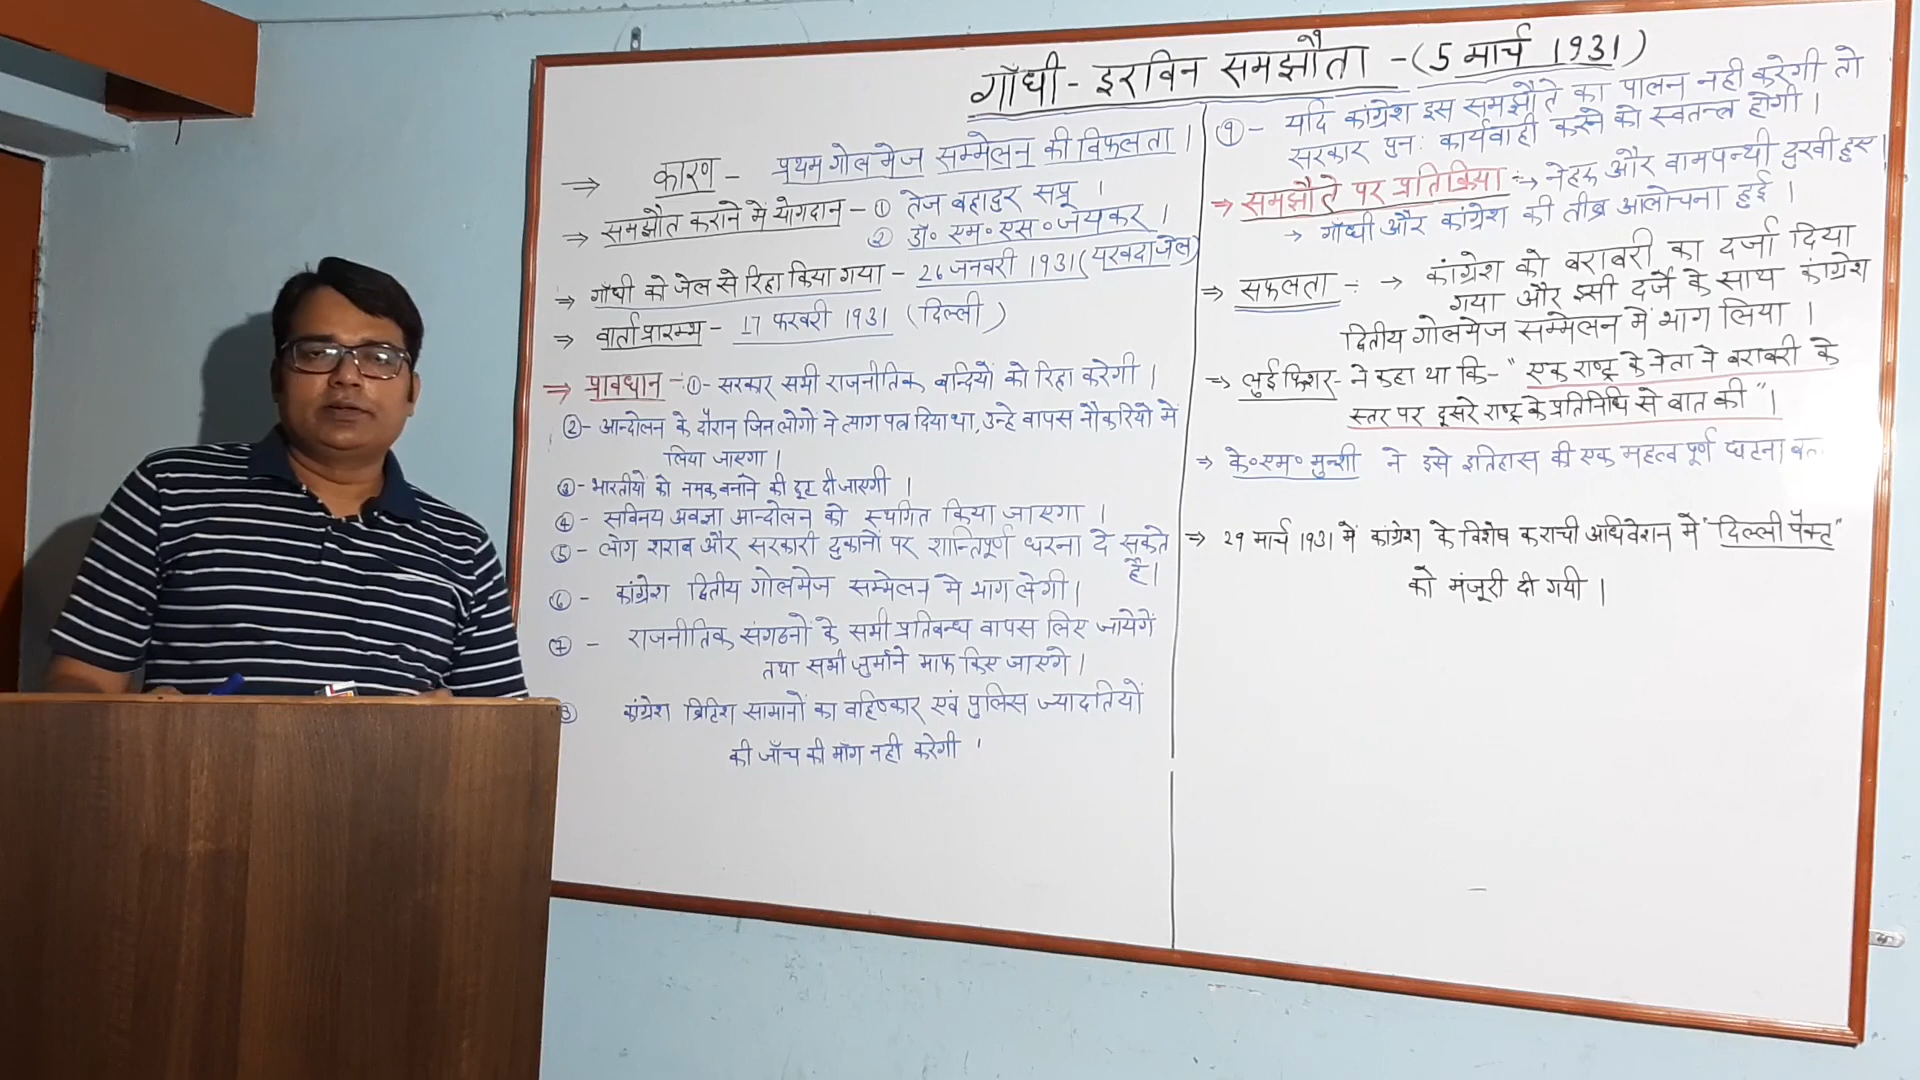 गाँधी - इरविन समझौता - (5 मार्च 1931)
⇒ कारण - प्रथम गोलमेज सम्मेलन की विफलता।
⇒ समझौत कराने में योगदान - ① तेज बहादुर सप्रू।
② डॉ॰ एम॰ एस॰ जयकर।
⇒ गाँधी को जेल से रिहा किया गया - 26 जनवरी 1931 (यरवदा जेल)
⇒ वार्ता प्रारम्भ - 17 फरवरी 1931 (दिल्ली)
⇒ प्रावधान - ① - सरकार सभी राजनीतिक बन्दियों को रिहा करेगी।
② - आन्दोलन के दौरान जिन लोगों ने त्याग पत्र दिया था, उन्हे वापस नौकरियो में
लिया जाएगा।
③ - भारतीयो को नमक बनाने की छूट दी जाएगी।
④ - सविनय अवज्ञा आन्दोलन को स्थगित किया जाएगा।
⑤ - लोग शराब और सरकारी दुकानों पर शान्तिपूर्ण धरना दे सकते
है।
⑥ - कांग्रेश द्वितीय गोलमेज सम्मेलन मे भाग लेगी।
⑦ - राजनीतिक संगठनों के सभी प्रतिबन्ध वापस लिए जायेगें
तथा सभी जुर्माने माफ किए जाएगे।
⑧ कांग्रेश ब्रिटिश सामानों का बहिष्कार एवं पुलिस ज्यादतियों
की जाँच की माँग नही करेगी।
⑨ - यदि कांग्रेश इस समझौते का पालन नही करेगी तो
सरकार पुनः कार्यवाही करने को स्वतन्त्र होगी।
⇒ समझौते पर प्रतिक्रिया → नेहरू और वामपन्थी दुखी हुए।
→ गाँधी और कांग्रेश की तीव्र आलोचना हुई।
⇒ सफलता - → कांग्रेश को बराबरी का दर्जा दिया
गया और इसी दर्जे के साथ कांग्रेश
द्वितीय गोलमेज सम्मेलन में भाग लिया।
⇒ लुई फिशर - ने कहा था कि - "एक राष्ट्र के नेता ने बराबरी के
स्तर पर दूसरे राष्ट्र के प्रतिनिधि से बात की"।
⇒ के॰ एम॰ मुन्शी ने इसे इतिहास की एक महत्व पूर्ण घटना
⇒ 29 मार्च 1931 में कांग्रेश के विशेष कराची अधिवेशन में "दिल्ली पैक्ट"
को मंजूरी दी गयी।